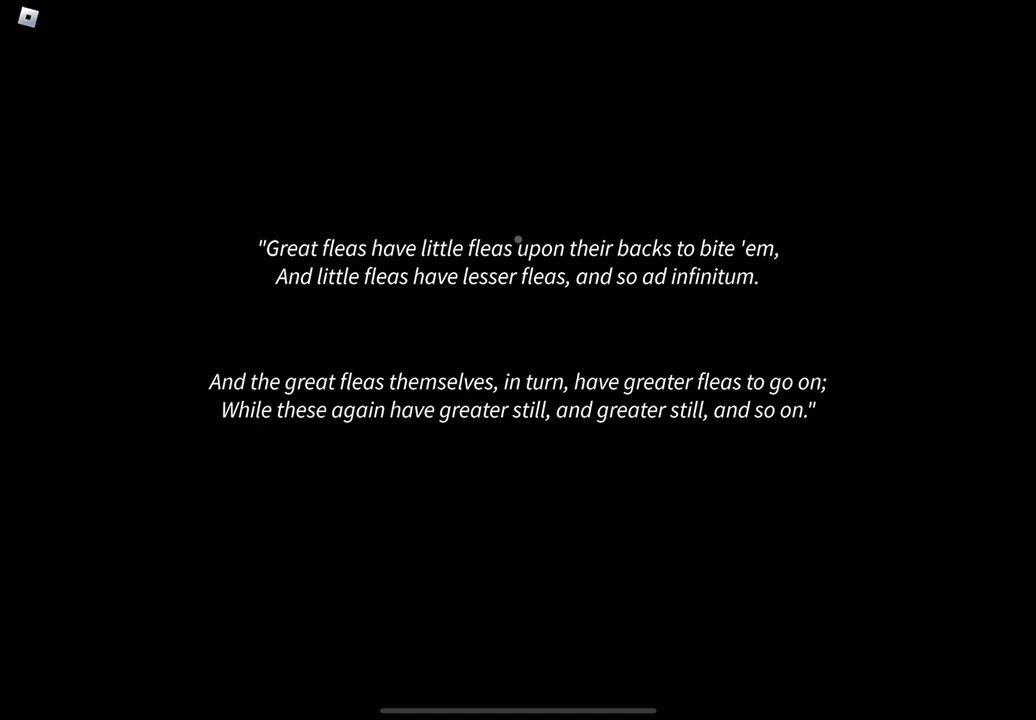 "Great fleas have little fleas upon their backs to bite 'em,
And little fleas have lesser fleas, and so ad infinitum.
And the great fleas themselves, in turn, have greater fleas to go on;
While these again have greater still, and greater still, and so on."